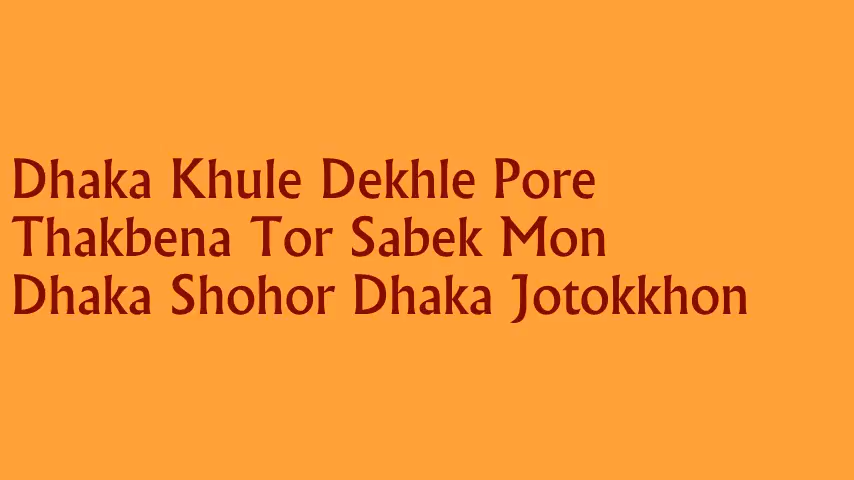 Dhaka Khule Dekhle Pore
Thakbena Tor Sabek Mon
Dhaka Shohor Dhaka Jotokkhon